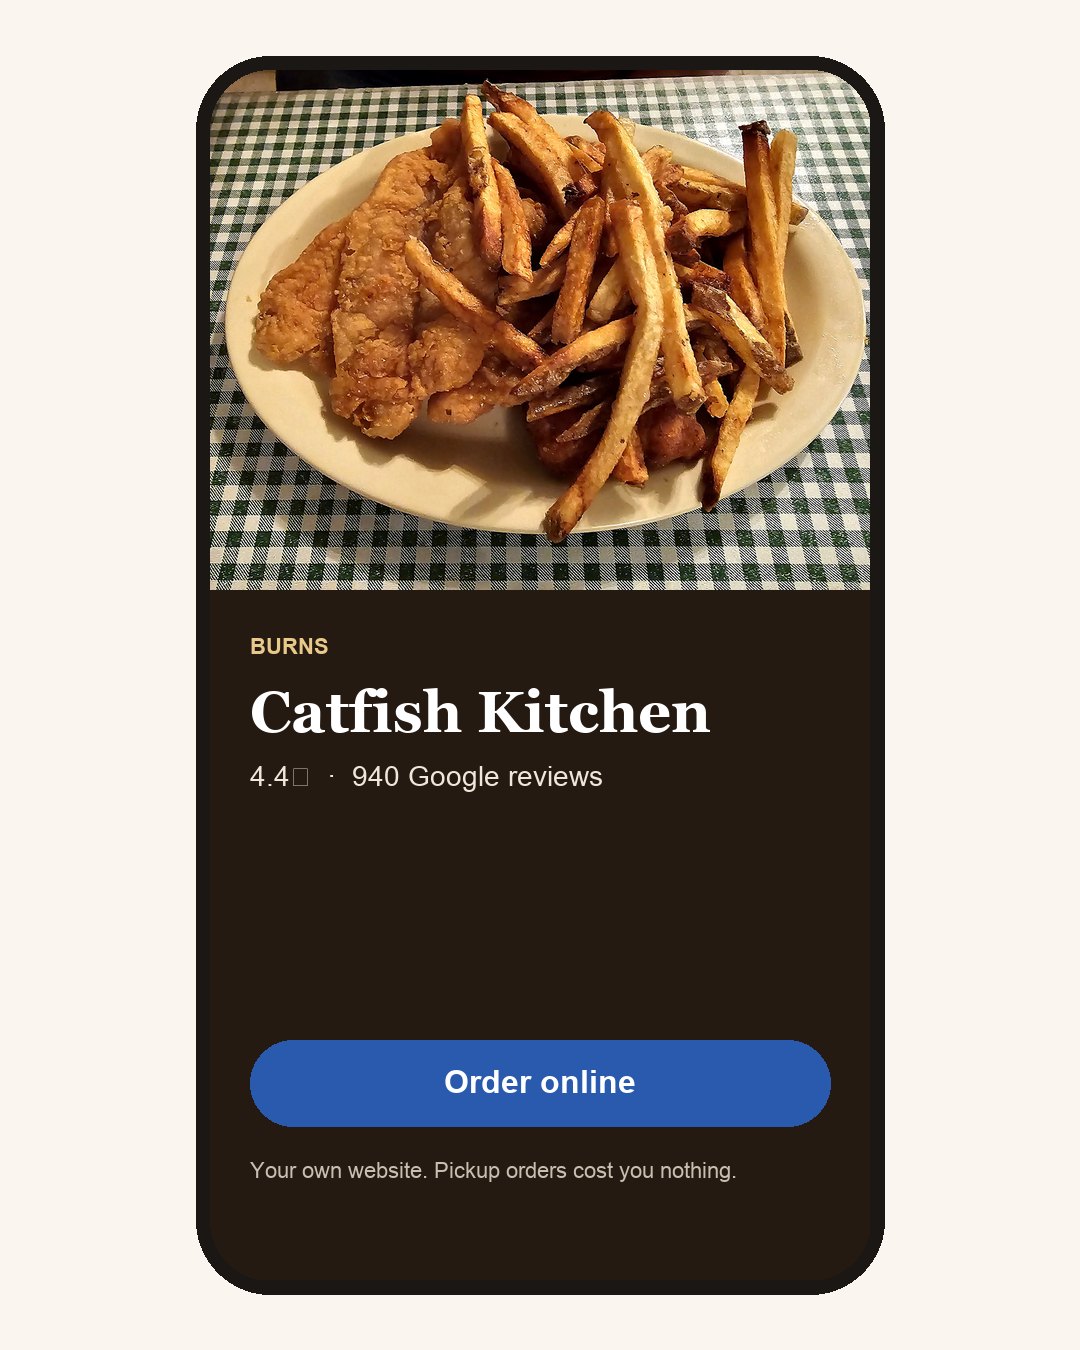 BURNS
Catfish Kitchen
4.4□ · 940 Google reviews
Order online
Your own website. Pickup orders cost you nothing.